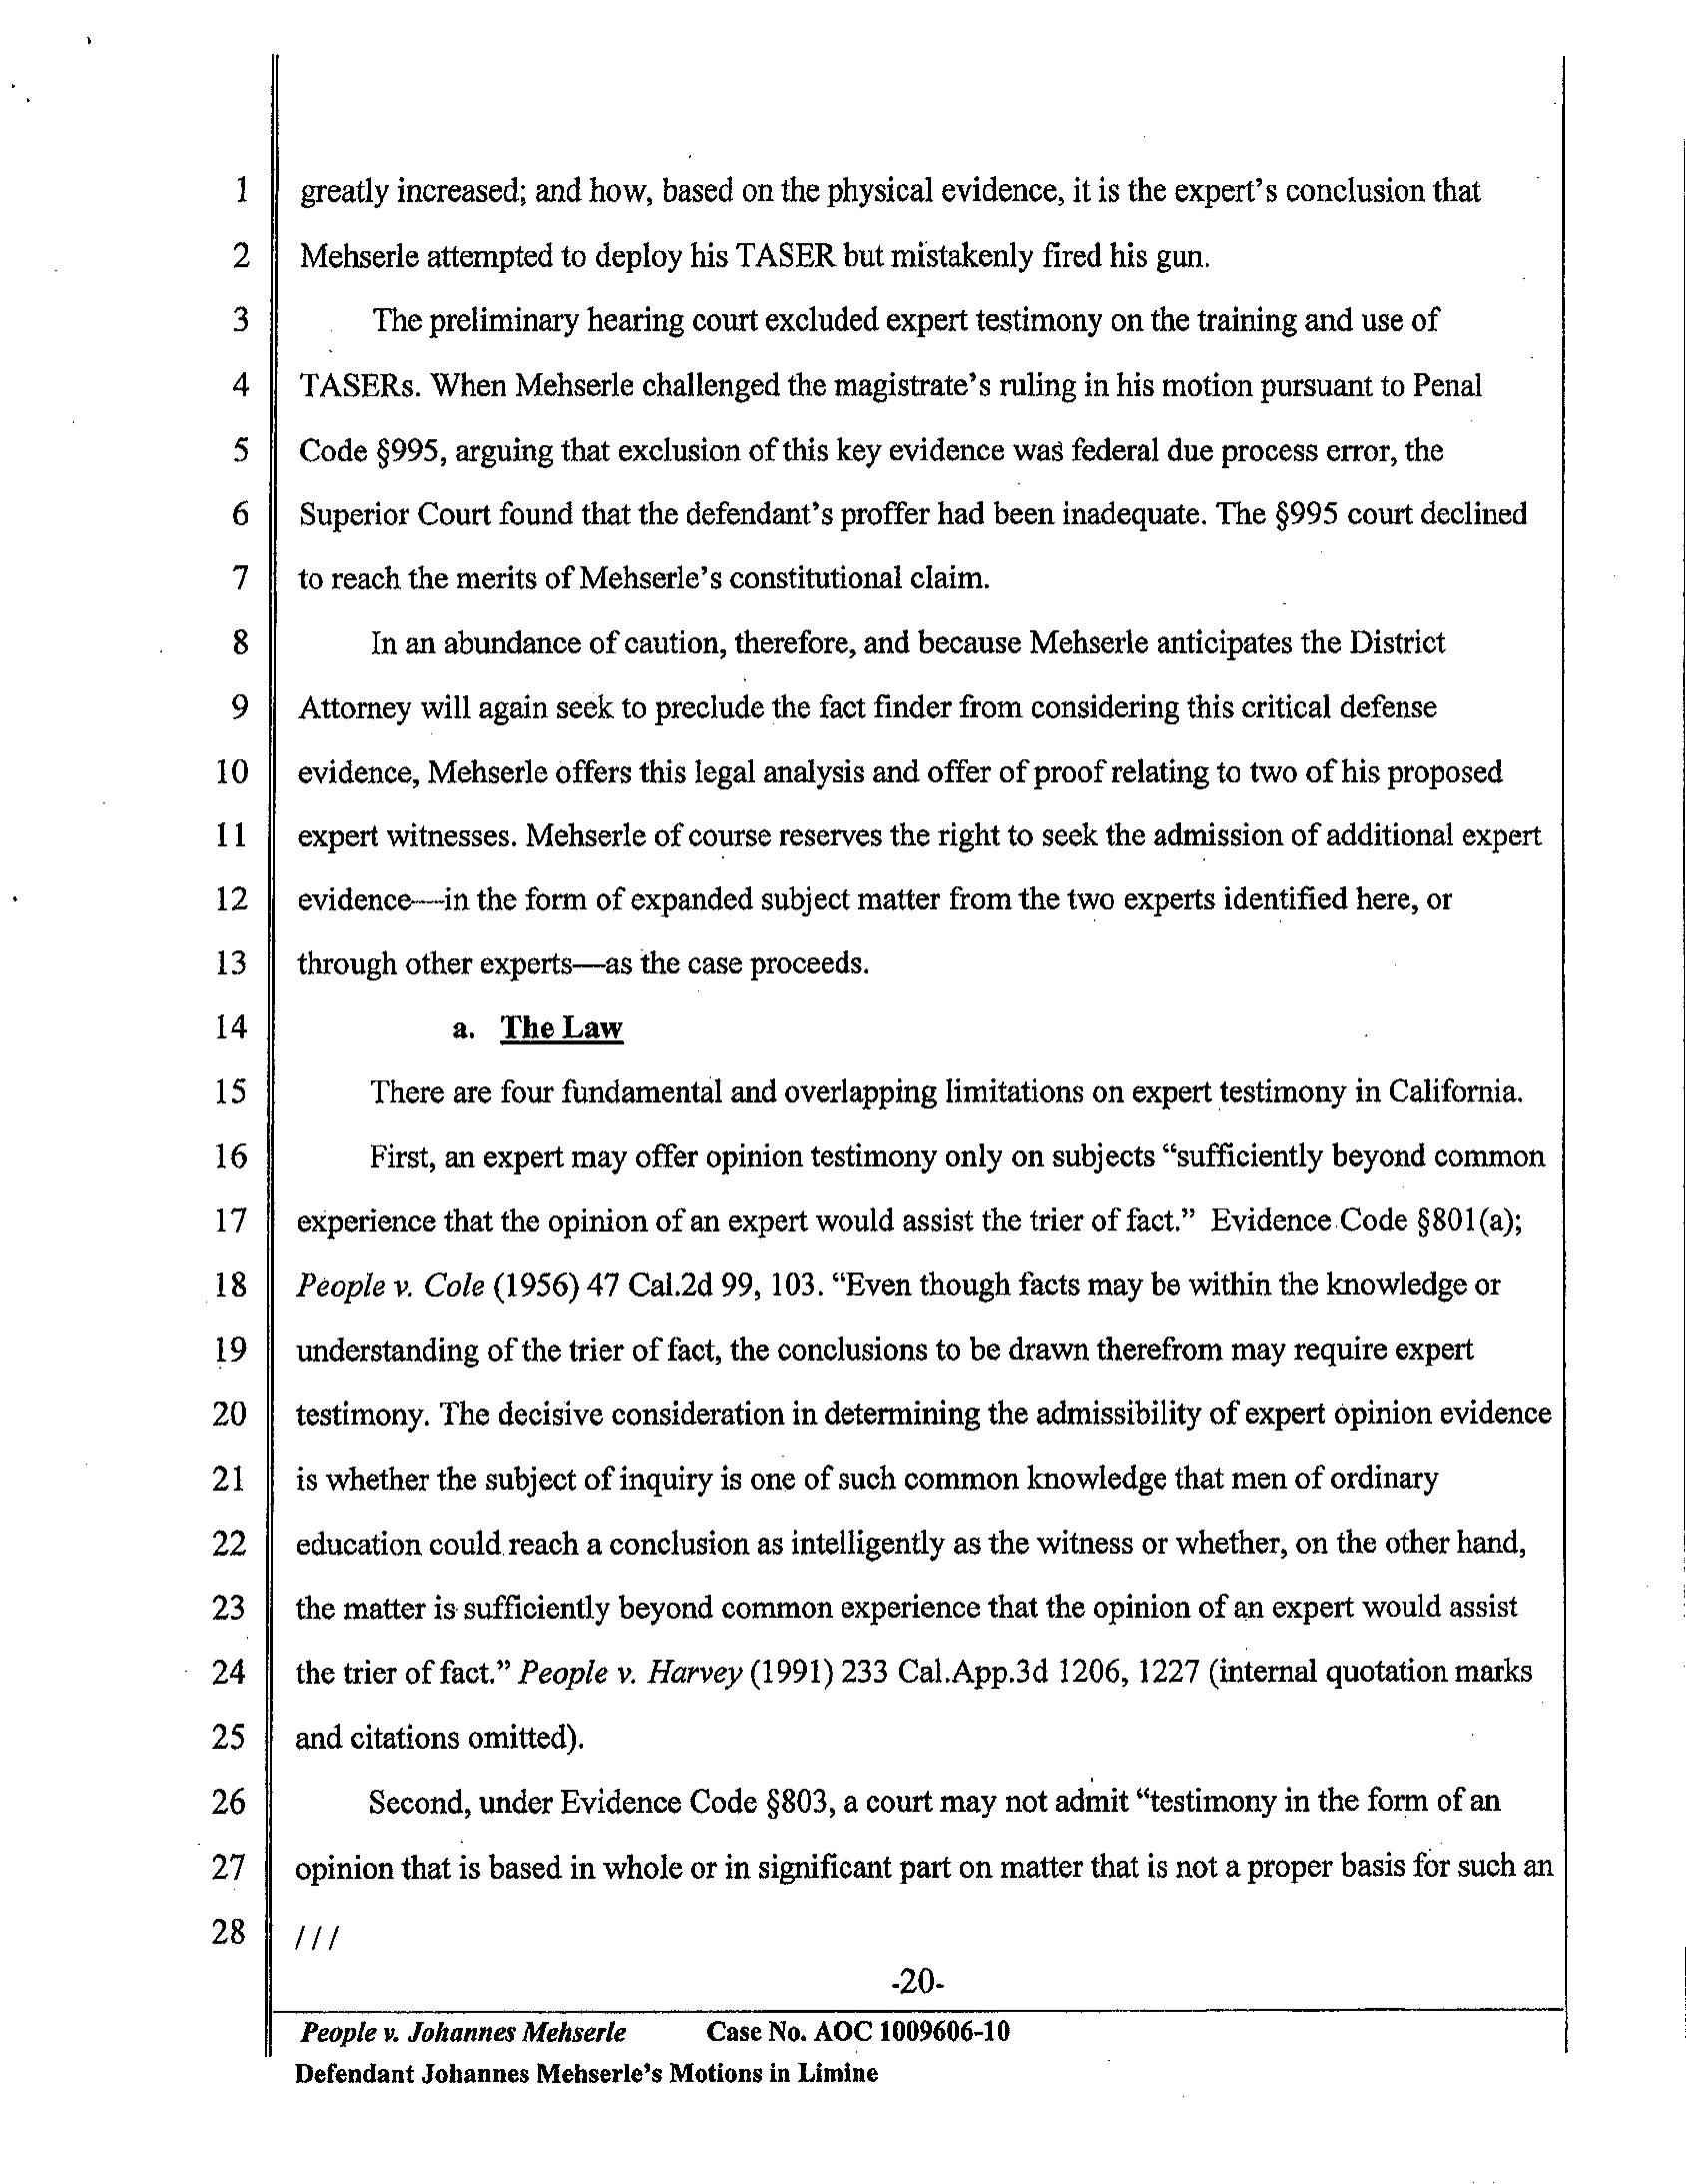 1 greatly increased; and how, based on the physical evidence, it is the expert's conclusion that
2 Mehserle attempted to deploy his TASER but mistakenly fired his gun.
3 The preliminary hearing court excluded expert testimony on the training and use of
4 TASERs. When Mehserle challenged the magistrate's ruling in his motion pursuant to Penal
5 Code §995, arguing that exclusion of this key evidence was federal due process error, the
6 Superior Court found that the defendant's proffer had been inadequate. The §995 court declined
7 to reach the merits of Mehserle's constitutional claim.
8 In an abundance of caution, therefore, and because Mehserle anticipates the District
9 Attorney will again seek to preclude the fact finder from considering this critical defense
10 evidence, Mehserle offers this legal analysis and offer of proof relating to two of his proposed
11 expert witnesses. Mehserle of course reserves the right to seek the admission of additional expert
12 evidence—in the form of expanded subject matter from the two experts identified here, or
13 through other experts—as the case proceeds.
14 a. The Law
15 There are four fundamental and overlapping limitations on expert testimony in California.
16 First, an expert may offer opinion testimony only on subjects “sufficiently beyond common
17 experience that the opinion of an expert would assist the trier of fact.” Evidence Code §801(a);
18 People v. Cole (1956) 47 Cal.2d 99, 103. “Even though facts may be within the knowledge or
19 understanding of the trier of fact, the conclusions to be drawn therefrom may require expert
20 testimony. The decisive consideration in determining the admissibility of expert opinion evidence
21 is whether the subject of inquiry is one of such common knowledge that men of ordinary
22 education could reach a conclusion as intelligently as the witness or whether, on the other hand,
23 the matter is sufficiently beyond common experience that the opinion of an expert would assist
24 the trier of fact.” People v. Harvey (1991) 233 Cal.App.3d 1206, 1227 (internal quotation marks
25 and citations omitted).
26 Second, under Evidence Code §803, a court may not admit “testimony in the form of an
27 opinion that is based in whole or in significant part on matter that is not a proper basis for such an
28 ///
-20-
People v. Johannes Mehserle Case No. AOC 1009606-10
Defendant Johannes Mehserle's Motions in Limine